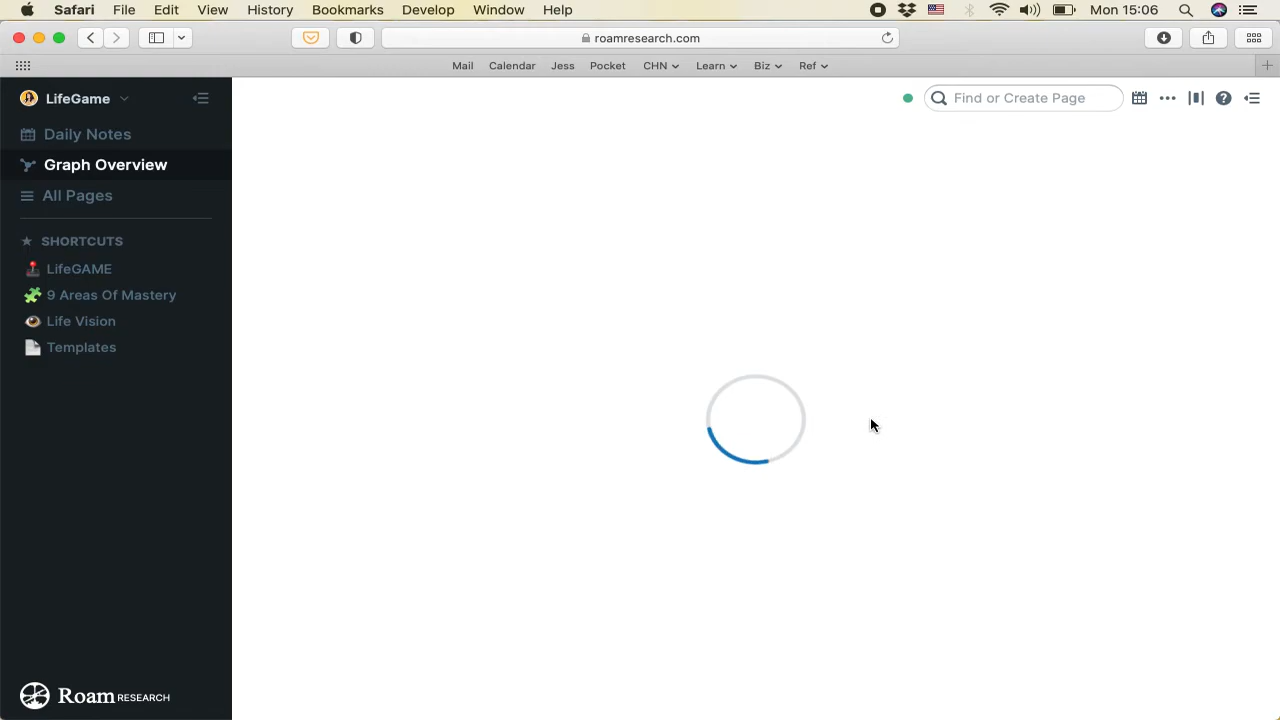 Safari File Edit View History Bookmarks Develop Window Help Mon 15:06
roamresearch.com
Mail Calendar Jess Pocket CHN Learn Biz Ref
LifeGame
Find or Create Page
Daily Notes
Graph Overview
All Pages
SHORTCUTS
LifeGAME
9 Areas Of Mastery
Life Vision
Templates
Roam RESEARCH